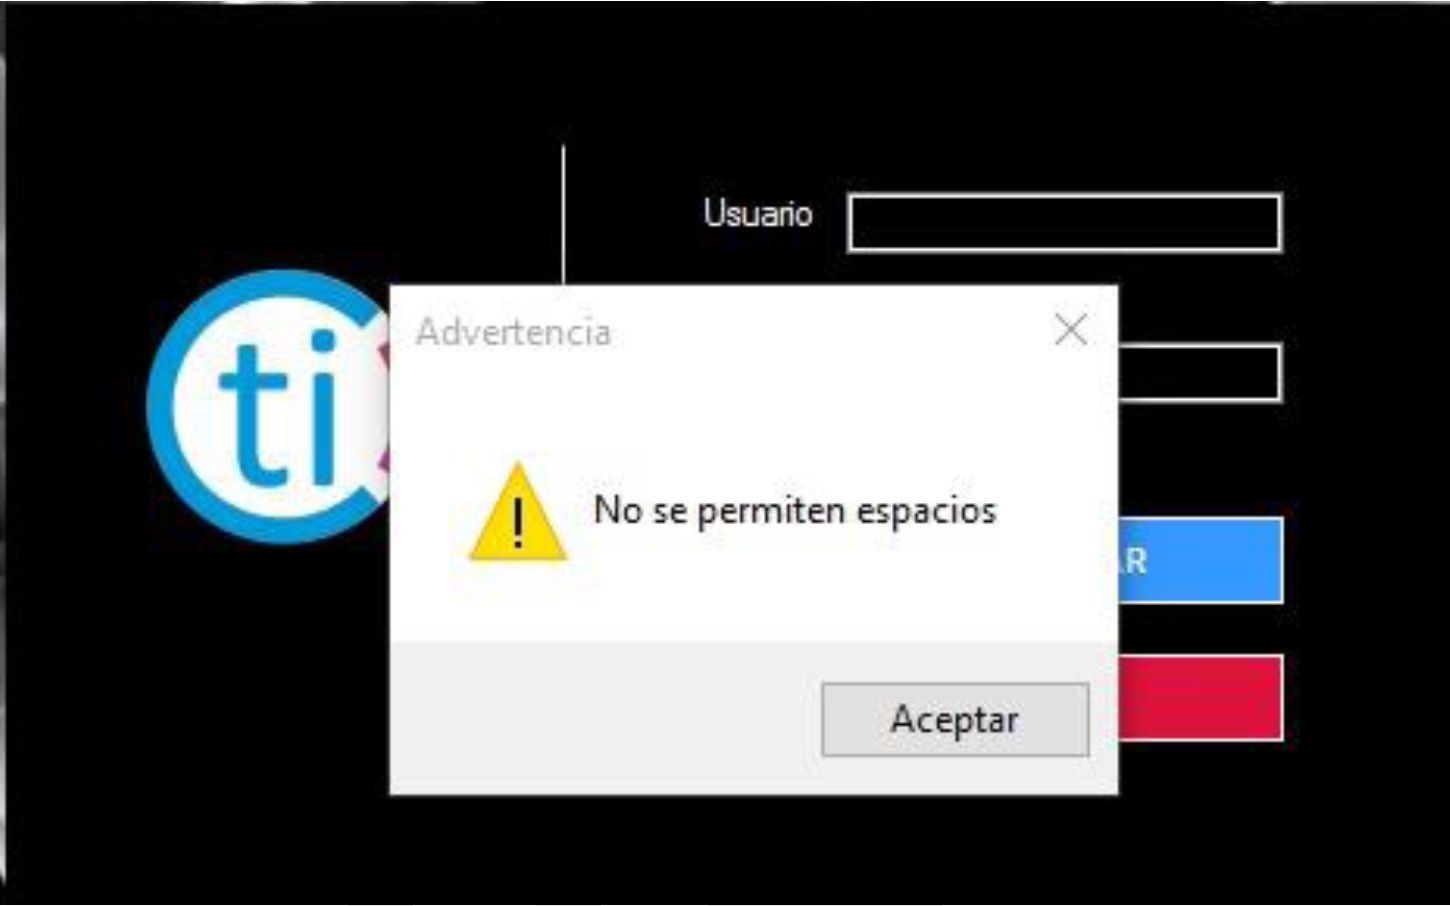 Usuario
Advertencia
ti
No se permiten espacios
Aceptar